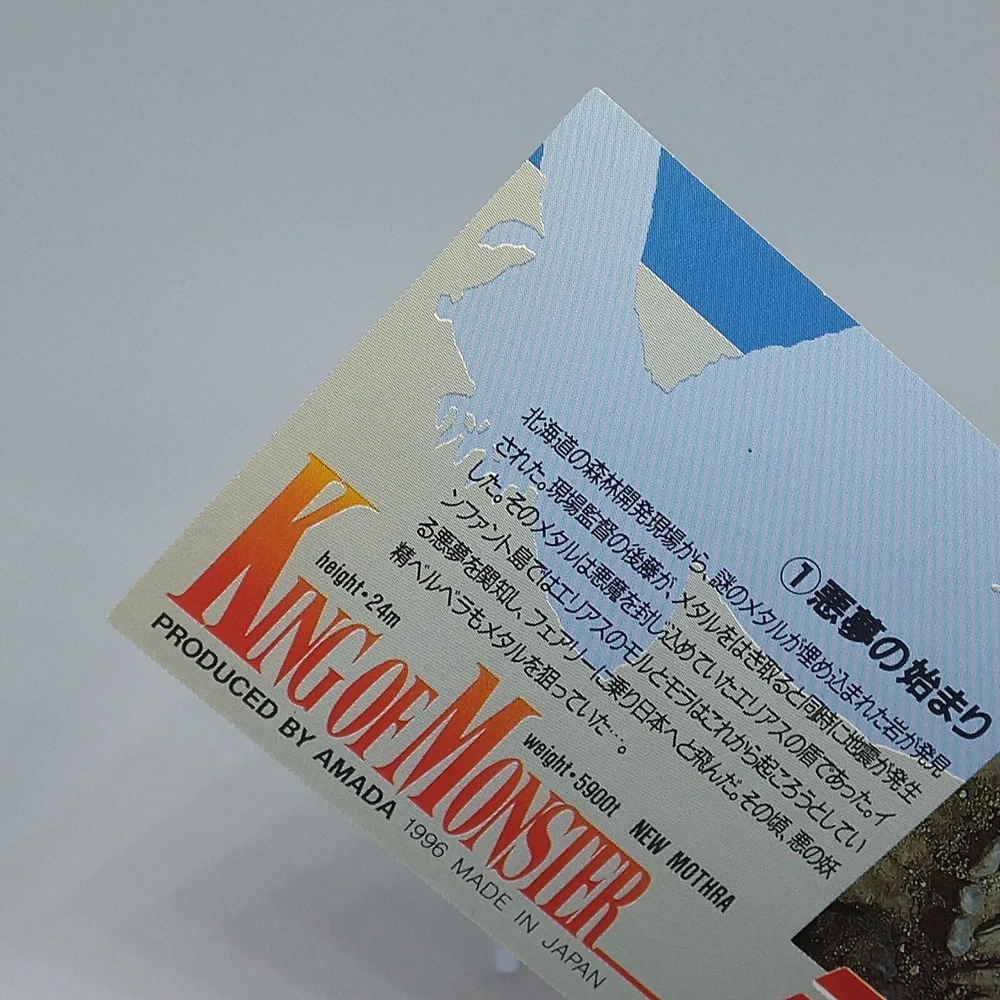 ①悪夢の始まり
北海道の森林開発現場から、謎のメタルが埋め込まれた岩が発見
された。現場監督の後藤が、メタルをはぎ取ると同時に地震が発生
した。そのメタルは悪魔を封じ込めていたエリアスの盾であった。イ
ンファント島ではエリアスのモルとモラはこれから起ころうとしてい
る悪夢を関知し、フェアリーに乗り日本へと飛んだ。その頃、悪の妖
精ベルベラもメタルを狙っていた…。
height・24m
weight・5900t NEW MOTHRA
KING OF MONSTER
PRODUCED BY AMADA 1996 MADE IN JAPAN